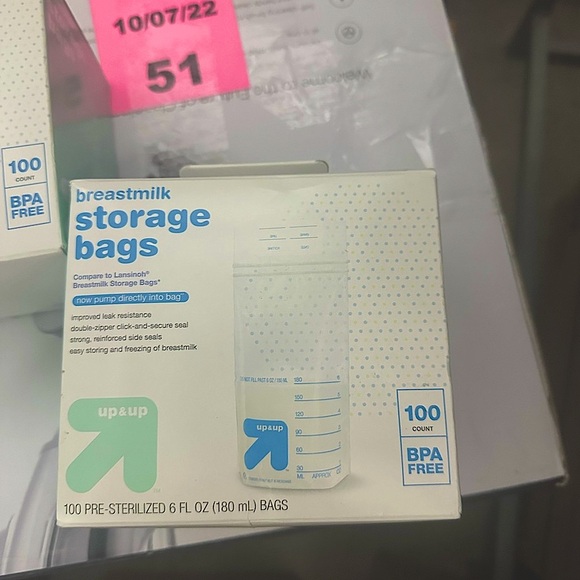 10/07/22
51
100
COUNT
BPA
FREE
breastmilk
storage
bags
Compare to Lansinoh®
Breastmilk Storage Bags*
now pump directly into bag
improved leak resistance
double-zipper click-and-secure seal
strong, reinforced side seals
easy storing and freezing of breastmilk
up&up
180
150
120
90
60
30
ML APPROX
up&up
100
COUNT
BPA
FREE
100 PRE-STERILIZED 6 FL OZ (180 mL) BAGS